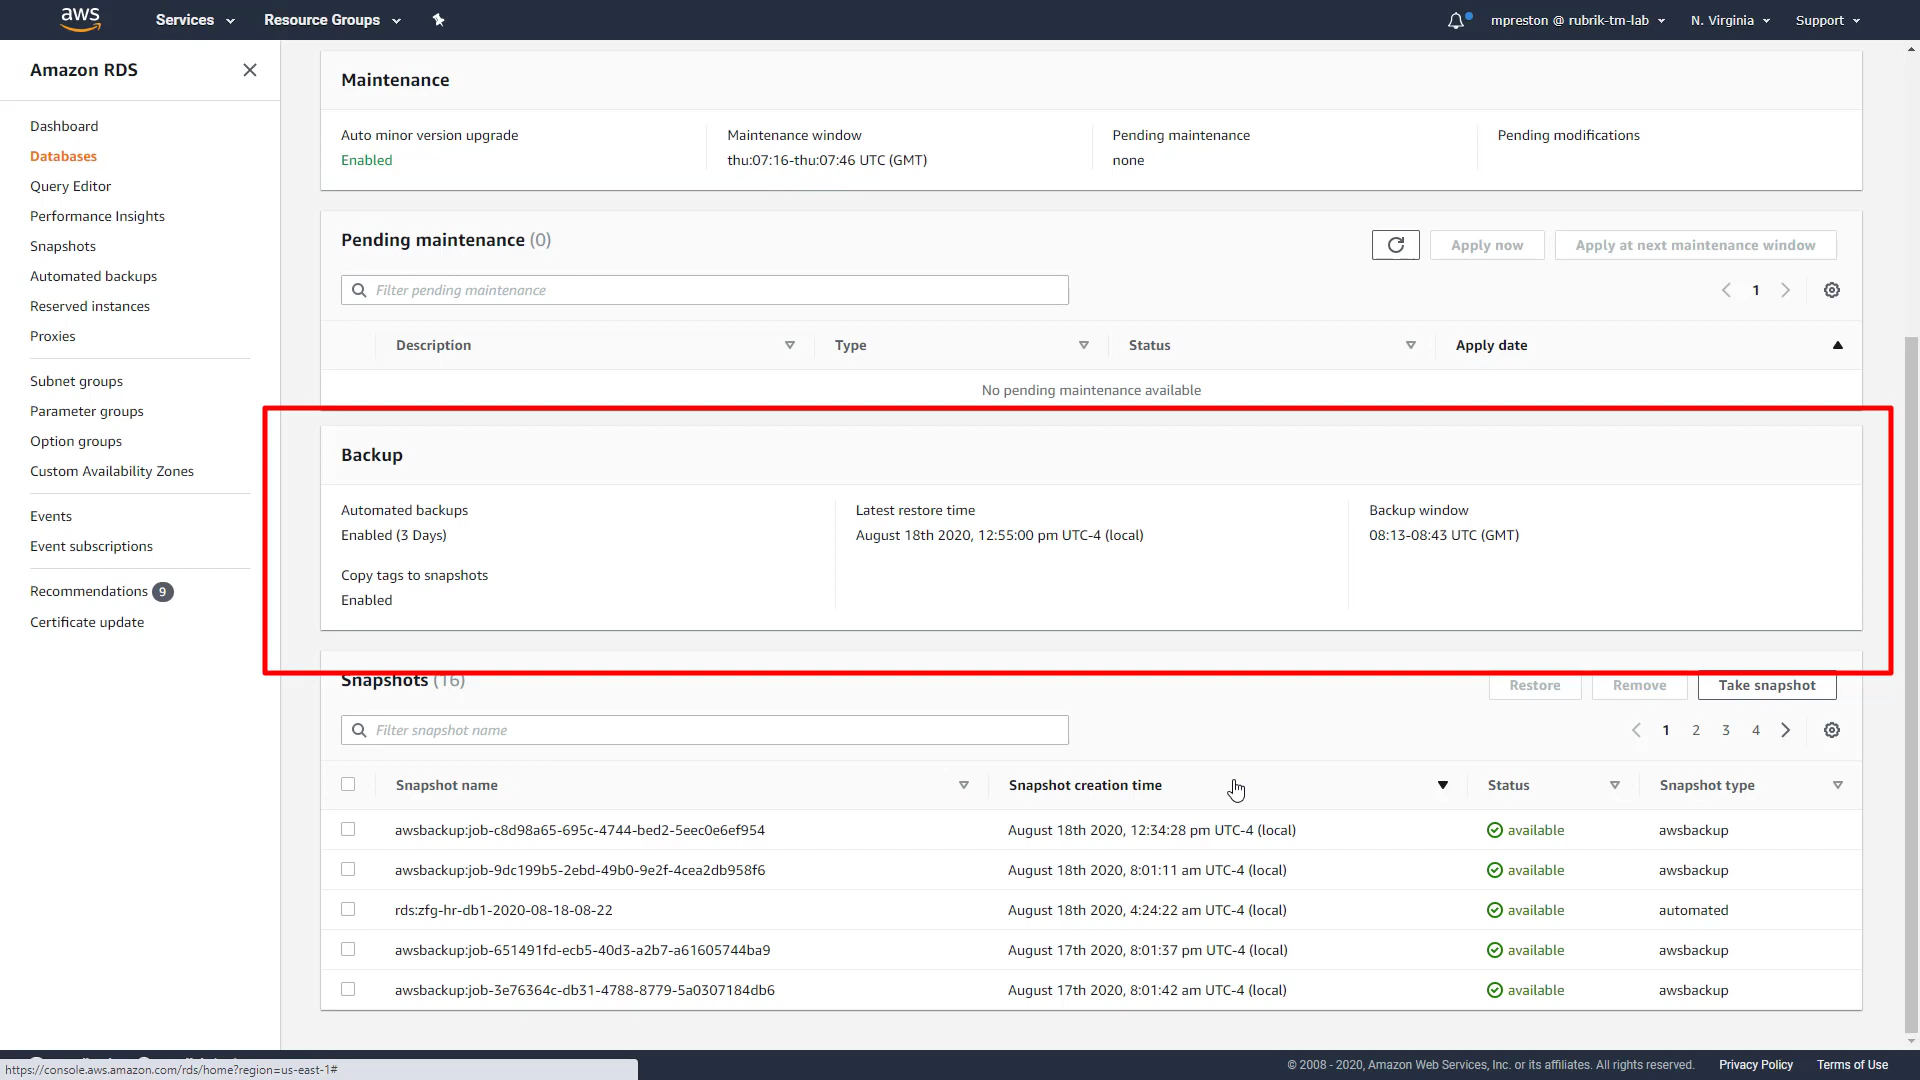 aws
Services
Resource Groups
mpreston @ rubrik-tm-lab
N. Virginia
Support
Amazon RDS
Dashboard
Databases
Query Editor
Performance Insights
Snapshots
Automated backups
Reserved instances
Proxies
Subnet groups
Parameter groups
Option groups
Custom Availability Zones
Events
Event subscriptions
Recommendations 9
Certificate update
Maintenance
Auto minor version upgrade
Enabled
Maintenance window
thu:07:16-thu:07:46 UTC (GMT)
Pending maintenance
none
Pending modifications
Pending maintenance (0)
Apply now
Apply at next maintenance window
Filter pending maintenance
1
Description Type Status Apply date
No pending maintenance available
Backup
Automated backups
Enabled (3 Days)
Copy tags to snapshots
Enabled
Latest restore time
August 18th 2020, 12:55:00 pm UTC-4 (local)
Backup window
08:13-08:43 UTC (GMT)
Snapshots (16)
Restore
Remove
Take snapshot
Filter snapshot name
1 2 3 4
Snapshot name Snapshot creation time Status Snapshot type
awsbackup:job-c8d98a65-695c-4744-bed2-5eec0e6ef954 August 18th 2020, 12:34:28 pm UTC-4 (local) available awsbackup
awsbackup:job-9dc199b5-2ebd-49b0-9e2f-4cea2db958f6 August 18th 2020, 8:01:11 am UTC-4 (local) available awsbackup
rds:zfg-hr-db1-2020-08-18-08-22 August 18th 2020, 4:24:22 am UTC-4 (local) available automated
awsbackup:job-651491fd-ecb5-40d3-a2b7-a61605744ba9 August 17th 2020, 8:01:37 pm UTC-4 (local) available awsbackup
awsbackup:job-3e76364c-db31-4788-8779-5a0307184db6 August 17th 2020, 8:01:42 am UTC-4 (local) available awsbackup
© 2008 - 2020, Amazon Web Services, Inc. or its affiliates. All rights reserved. Privacy Policy Terms of Use
https://console.aws.amazon.com/rds/home?region=us-east-1#